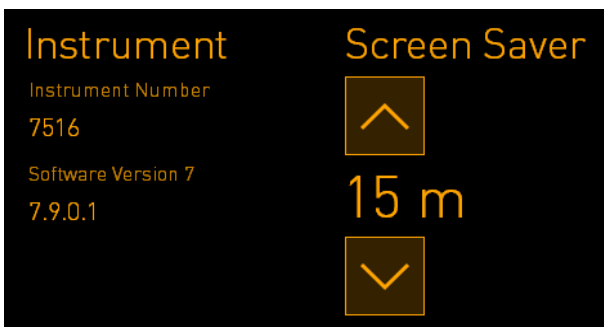 Instrument
Instrument Number
7516
Software Version 7
7.9.0.1
Screen Saver
15 m